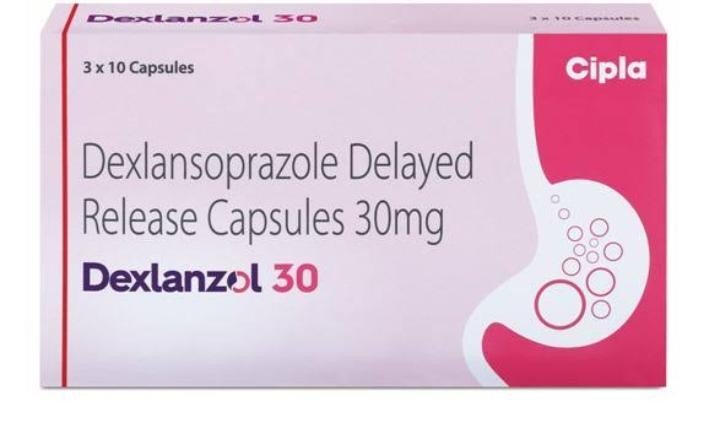 Dexlanzol 30
3 x 10 Capsules
3 x 10 Capsules
Cipla
Dexlansoprazole Delayed
Release Capsules 30mg
Dexlanzol 30